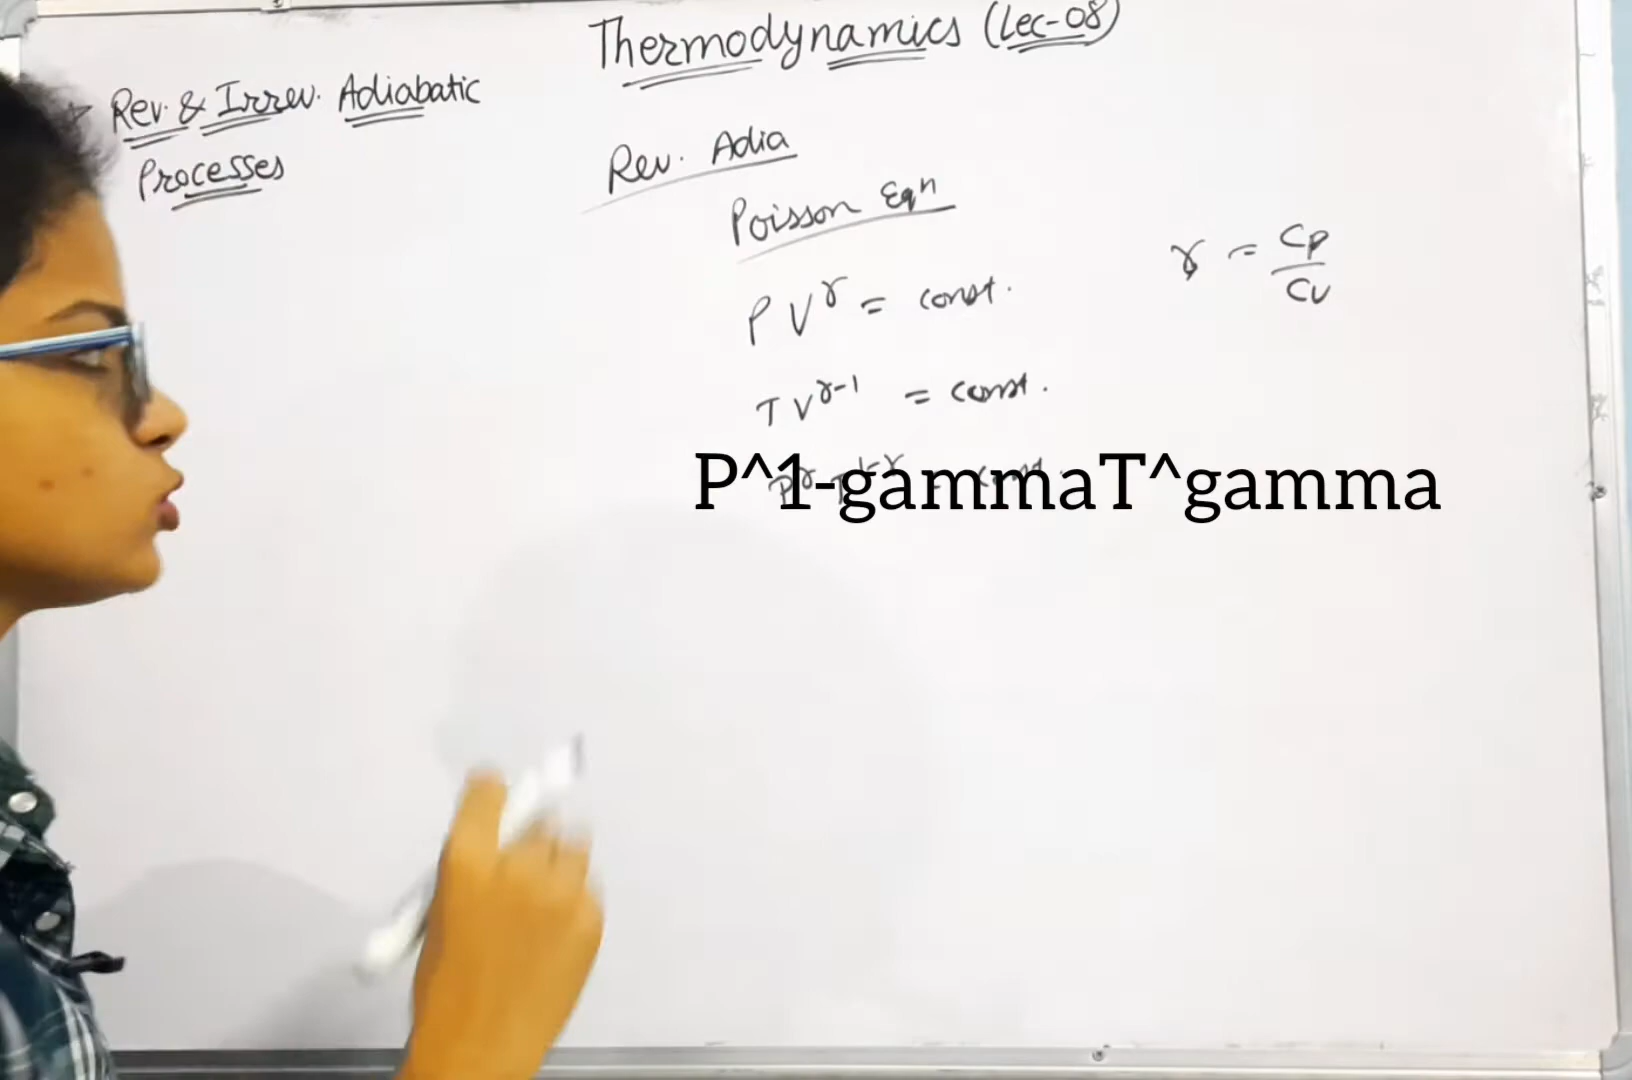 Thermodynamics (Lec-08)
Rev. & Irrev. Adiabatic
Processes
Rev. Adia
Poisson Eqⁿ
γ = Cp/Cv
PV^γ = const.
TV^γ-1 = const.
P^1-gammaT^gamma